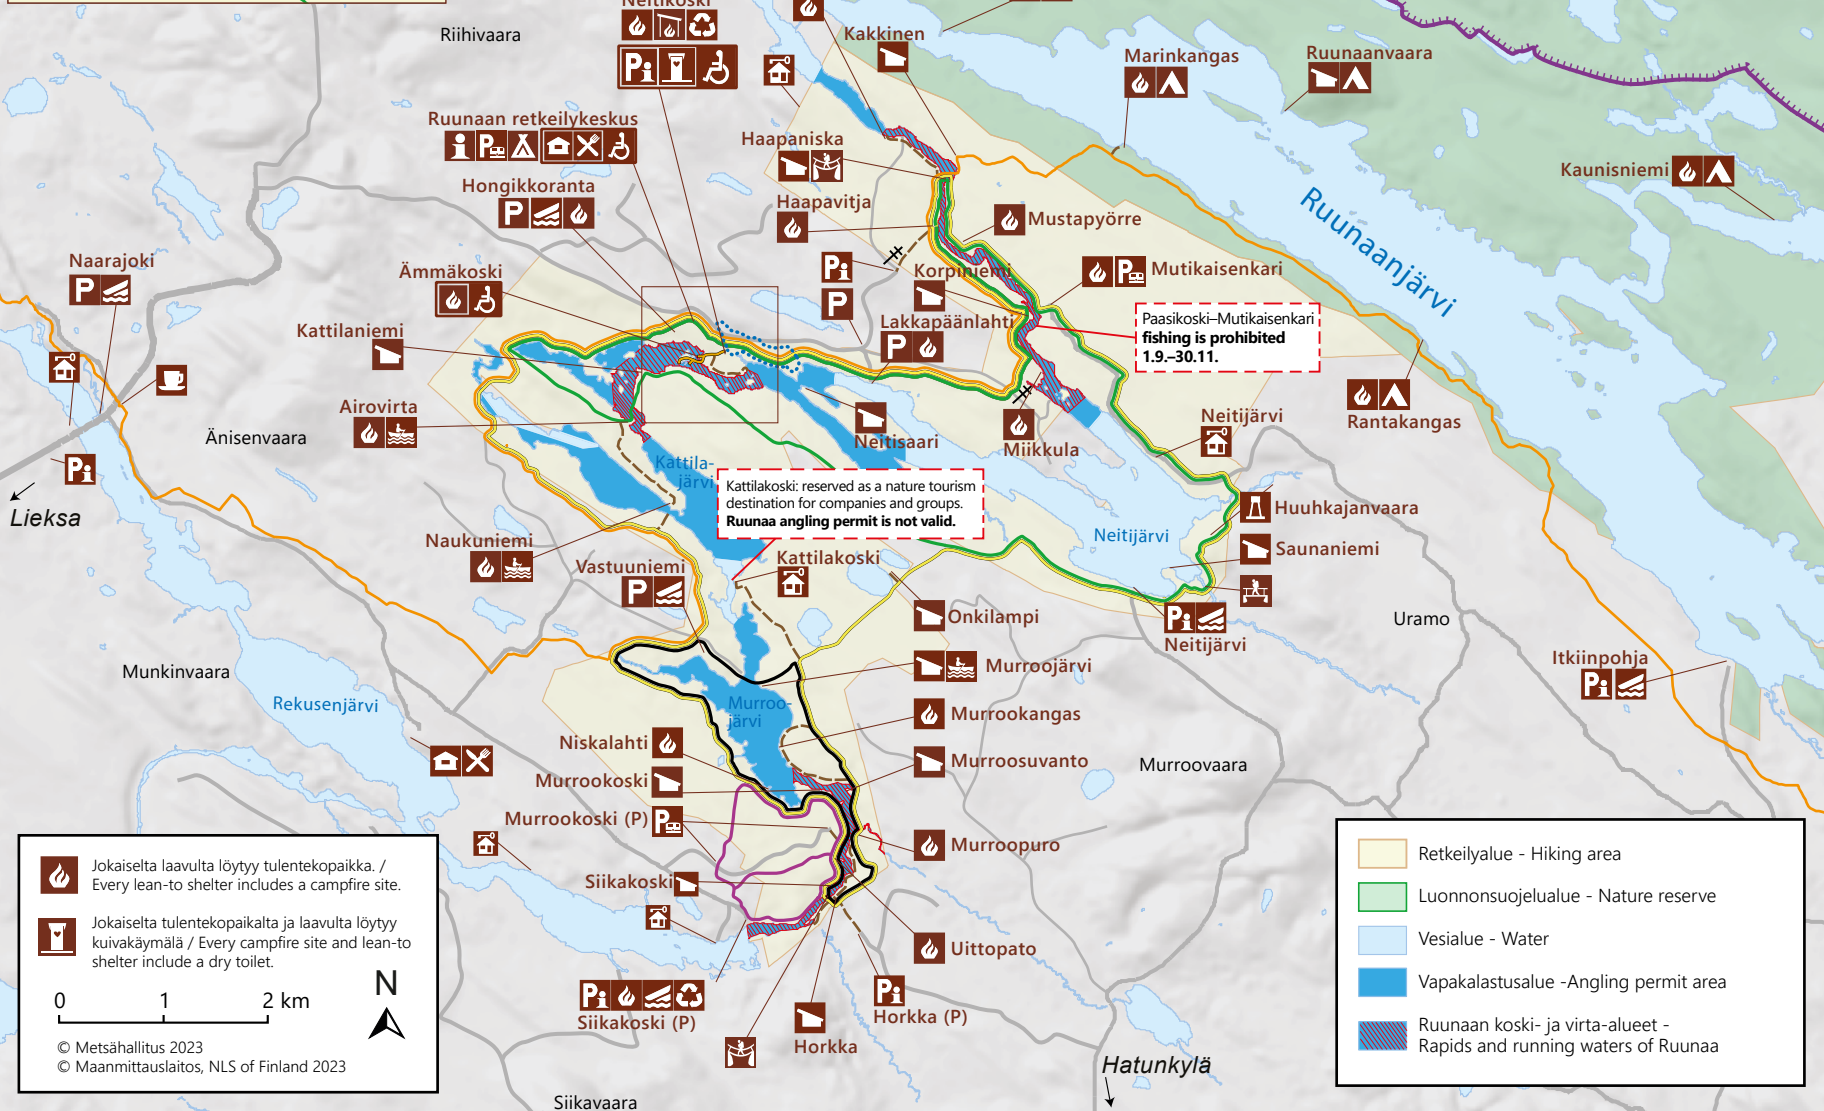 Neitikoski
Riihivaara
Kakkinen
Marinkangas
Ruunaanvaara
Ruunaan retkeilykeskus
Haapaniska
Kaunisniemi
Hongikkoranta
Haapavitja
Mustapyörre
Ruunaanjärvi
Naarajoki
Ämmäkoski
Korpiniemi
Mutikaisenkari
Kattilaniemi
Lakkapäänlahti
Paasikoski–Mutikaisenkari
fishing is prohibited
1.9.–30.11.
Airovirta
Änisenvaara
Neitisaari
Miikkula
Neitijärvi
Rantakangas
Kattila-
järvi
Kattilakoski: reserved as a nature tourism
destination for companies and groups.
Ruunaa angling permit is not valid.
Lieksa
Huuhkajanvaara
Naukuniemi
Neitijärvi
Saunaniemi
Vastuuniemi
Kattilakoski
Onkilampi
Uramo
Neitijärvi
Munkinvaara
Murroojärvi
Itkiinpohja
Rekusenjärvi
Murroo-
järvi
Murrookangas
Niskalahti
Murroosuvanto
Murroovaara
Murrookoski
Murrookoski (P)
Murroopuro
Siikakoski
Uittopato
Siikakoski (P)
Horkka (P)
Horkka
Hatunkylä
Siikavaara
Jokaiselta laavulta löytyy tulentekopaikka. /
Every lean-to shelter includes a campfire site.
Jokaiselta tulentekopaikalta ja laavulta löytyy
kuivakäymälä / Every campfire site and lean-to
shelter include a dry toilet.
N
0 1 2 km
© Metsähallitus 2023
© Maanmittauslaitos, NLS of Finland 2023
Retkeilyalue - Hiking area
Luonnonsuojelualue - Nature reserve
Vesialue - Water
Vapakalastusalue -Angling permit area
Ruunaan koski- ja virta-alueet -
Rapids and running waters of Ruunaa